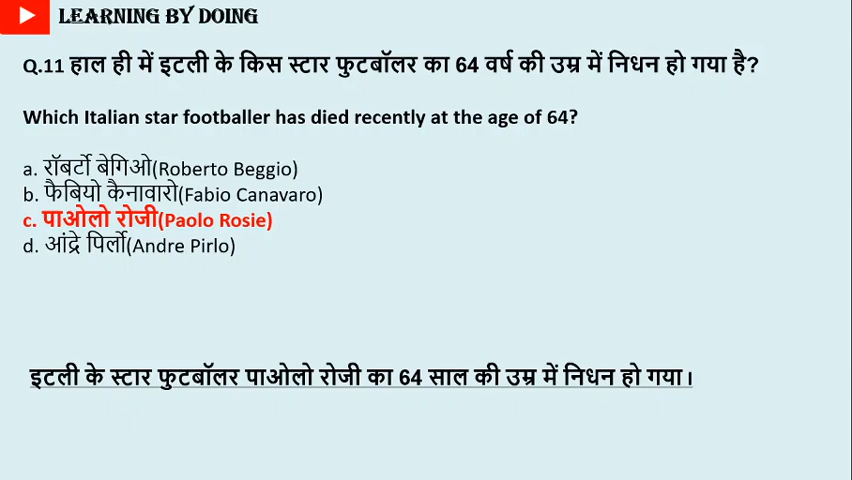 LEARNING BY DOING
Q.11 हाल ही में इटली के किस स्टार फुटबॉलर का 64 वर्ष की उम्र में निधन हो गया है?
Which Italian star footballer has died recently at the age of 64?
a. रॉबर्टो बेगिओ(Roberto Beggio)
b. फैबियो कैनावारो(Fabio Canavaro)
c. पाओलो रोजी(Paolo Rosie)
d. आंद्रे पिर्लो(Andre Pirlo)
इटली के स्टार फुटबॉलर पाओलो रोजी का 64 साल की उम्र में निधन हो गया।